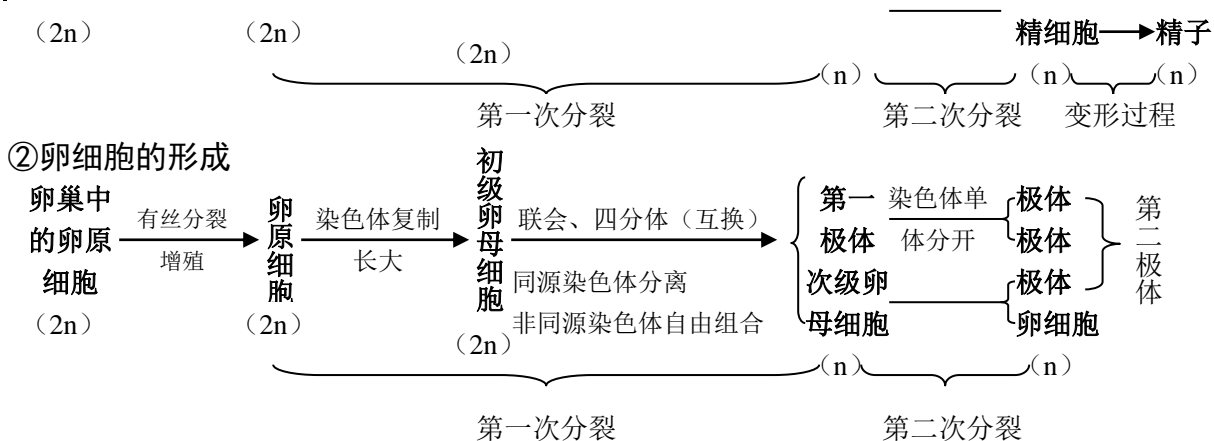 （2n） （2n） （2n） 精细胞 精子
（n） （n） （n）
第一次分裂 第二次分裂 变形过程
②卵细胞的形成
卵巢中的卵原细胞
（2n）
有丝分裂
增殖
卵原细胞
（2n）
染色体复制
长大
初级卵母细胞
（2n）
联会、四分体（互换）
同源染色体分离
非同源染色体自由组合
第一极体
次级卵母细胞
（n）
染色体单体分开
极体
极体
极体
卵细胞
（n）
第二极体
第一次分裂 第二次分裂